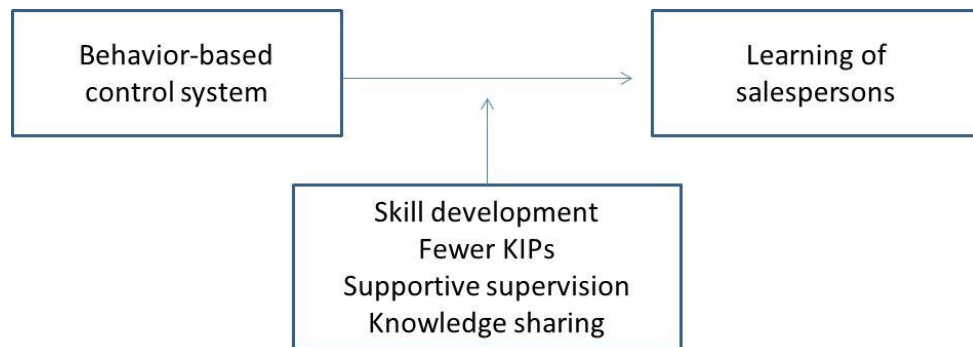 Behavior-based
control system
Learning of
salespersons
Skill development
Fewer KIPs
Supportive supervision
Knowledge sharing